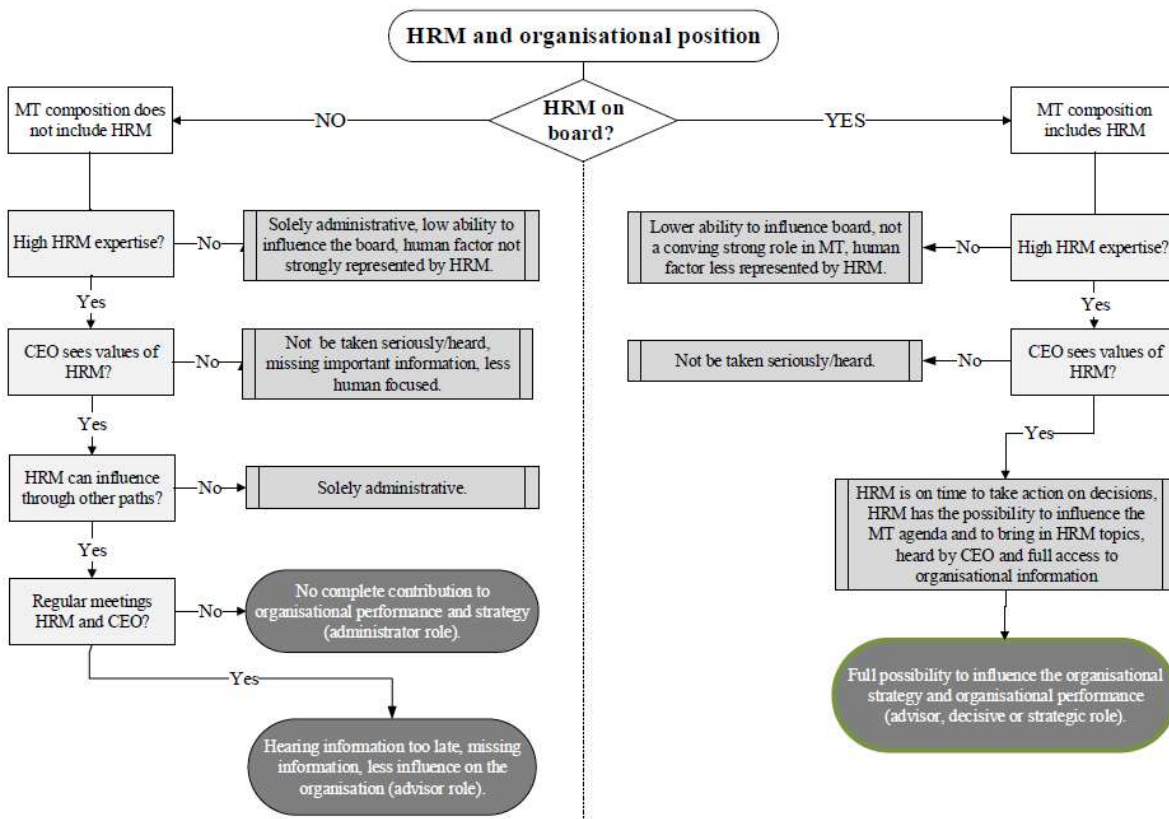 HRM and organisational position
HRM on
board?
NO
YES
MT composition does
not include HRM
High HRM expertise?
No
Solely administrative, low ability to
influence the board, human factor not
strongly represented by HRM.
Yes
CEO sees values of
HRM?
No
Not be taken seriously/heard,
missing important information, less
human focused.
Yes
HRM can influence
through other paths?
No
Solely administrative.
Yes
Regular meetings
HRM and CEO?
No
No complete contribution to
organisational performance and strategy
(administrator role).
Yes
Hearing information too late, missing
information, less influence on the
organisation (advisor role).
MT composition
includes HRM
High HRM expertise?
No
Lower ability to influence board, not
a conving strong role in MT, human
factor less represented by HRM.
Yes
CEO sees values of
HRM?
No
Not be taken seriously/heard.
Yes
HRM is on time to take action on decisions,
HRM has the possibility to influence the
MT agenda and to bring in HRM topics,
heard by CEO and full access to
organisational information
Full possibility to influence the organisational
strategy and organisational performance
(advisor, decisive or strategic role).